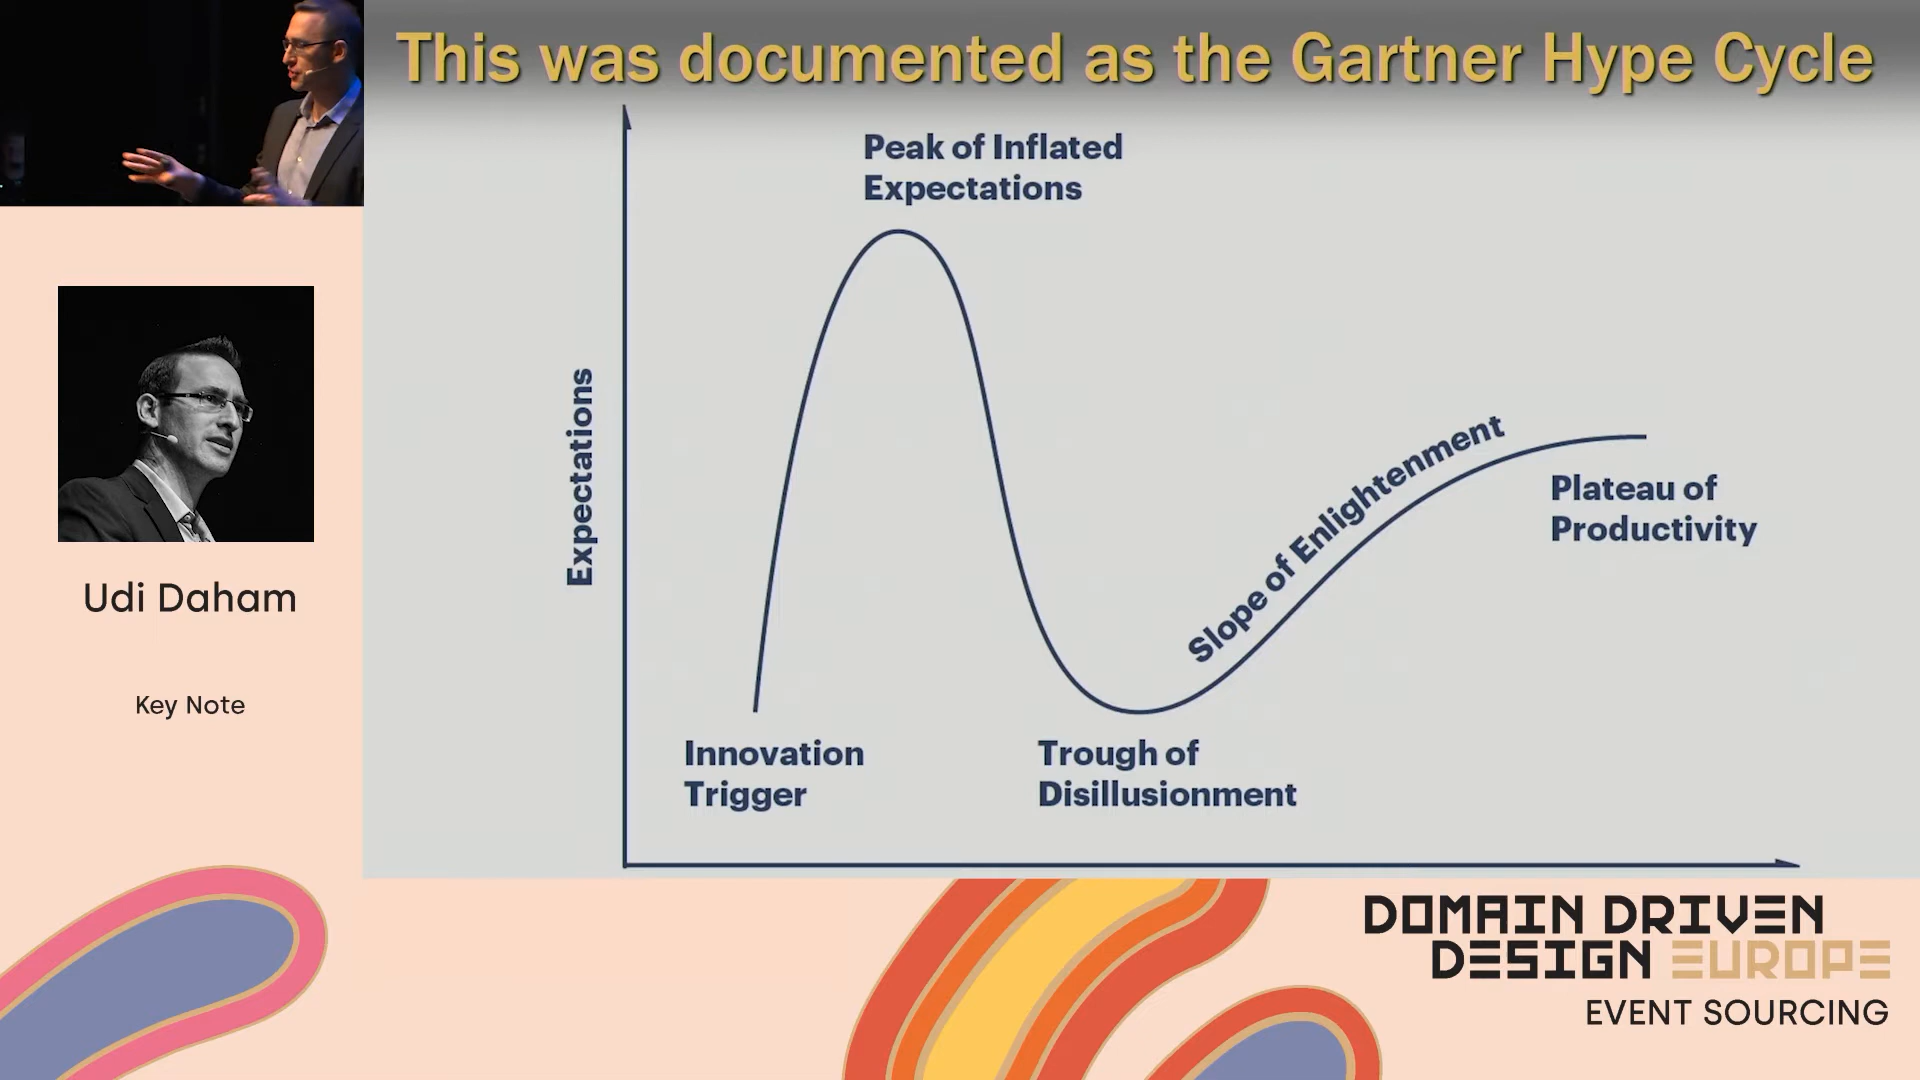 This was documented as the Gartner Hype Cycle
Peak of Inflated
Expectations
Expectations
Slope of Enlightenment
Plateau of
Productivity
Innovation
Trigger
Trough of
Disillusionment
Udi Daham
Key Note
DOMAIN DRIVEN
DESIGN EUROPE
EVENT SOURCING